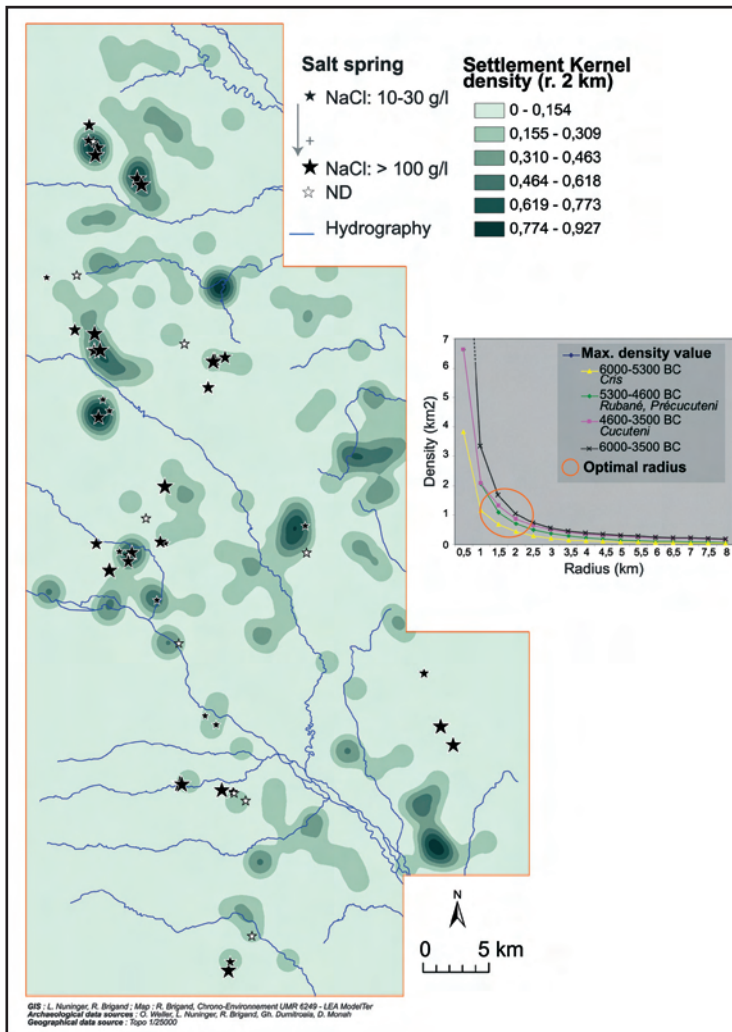 Salt spring
NaCl: 10-30 g/l
+
NaCl: > 100 g/l
ND
Hydrography
Settlement Kernel
density (r. 2 km)
0 - 0,154
0,155 - 0,309
0,310 - 0,463
0,464 - 0,618
0,619 - 0,773
0,774 - 0,927
7
6
5
4
3
2
1
0
Density (km2)
Max. density value
6000-5300 BC
Cris
5300-4600 BC
Rubané, Précucuteni
4600-3500 BC
Cucuteni
6000-3500 BC
Optimal radius
0,5 1 1,5 2 2,5 3 3,5 4 4,5 5 5,5 6 6,5 7 7,5 8
Radius (km)
N
0 5 km
GIS : L. Nuninger, R. Brigand ; Map : R. Brigand, Chrono-Environnement UMR 6249 - LEA ModelTer
Archaeological data sources : O. Weller, L. Nuninger, R. Brigand, Gh. Dumitroaia, D. Monah
Geographical data source : Topo 1/25000